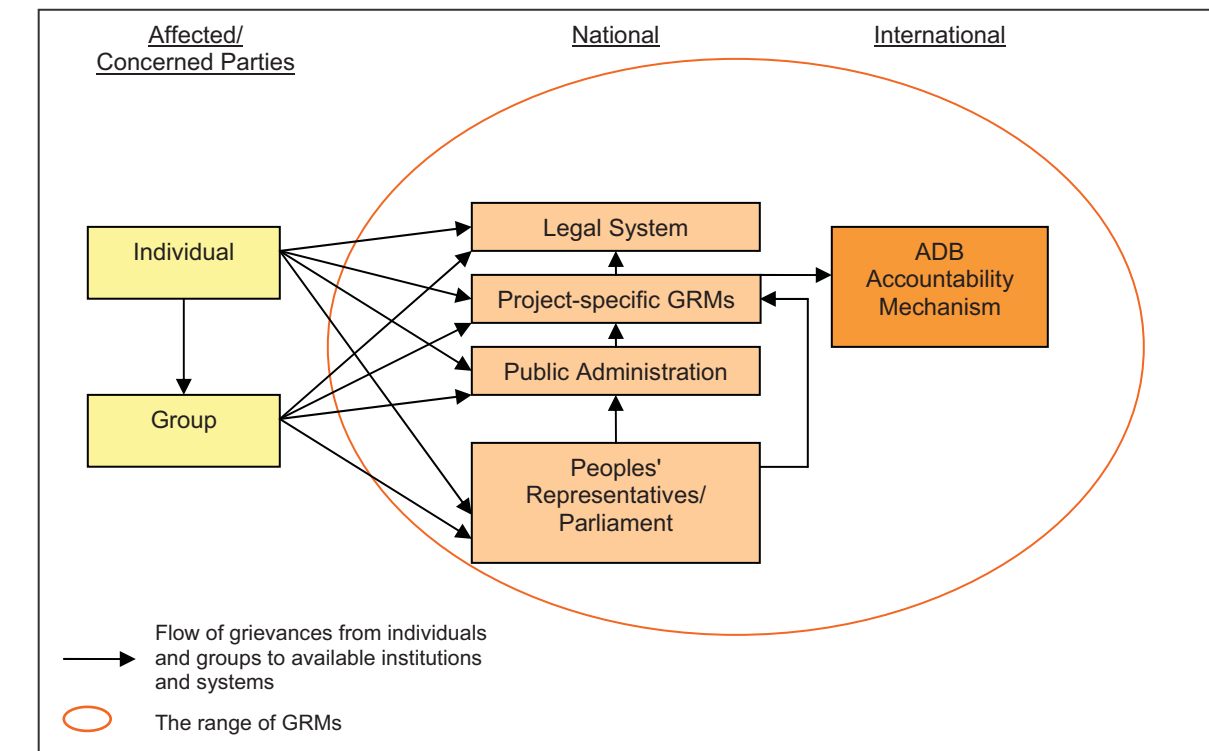 Affected/
Concerned Parties
National
International
Individual
Group
Legal System
Project-specific GRMs
Public Administration
Peoples'
Representatives/
Parliament
ADB
Accountability
Mechanism
Flow of grievances from individuals
and groups to available institutions
and systems
The range of GRMs